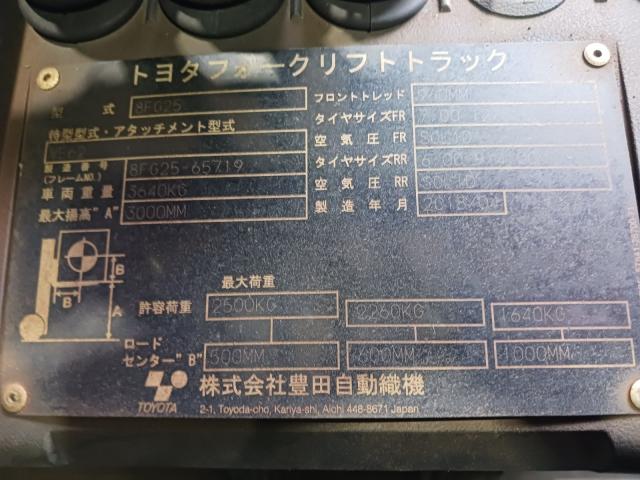 トヨタフォークリフトトラック
型 式 8FG25
特型型式・アタッチメント型式
製造番号 (フレームNO.) 8FG25-65719
車両重量 3640KG
最大揚高"A" 3000MM
フロントトレッド
タイヤサイズFR
空気圧 FR SOLID
タイヤサイズRR
空気圧 RR SOLID
製造年月
B
B
A
最大荷重
許容荷重 2500KG 2260KG 1640KG
ロードセンター"B" 500MM 600MM 1000MM
TOYOTA
株式会社豊田自動織機
2-1, Toyoda-cho, Kariya-shi, Aichi 448-8671 Japan